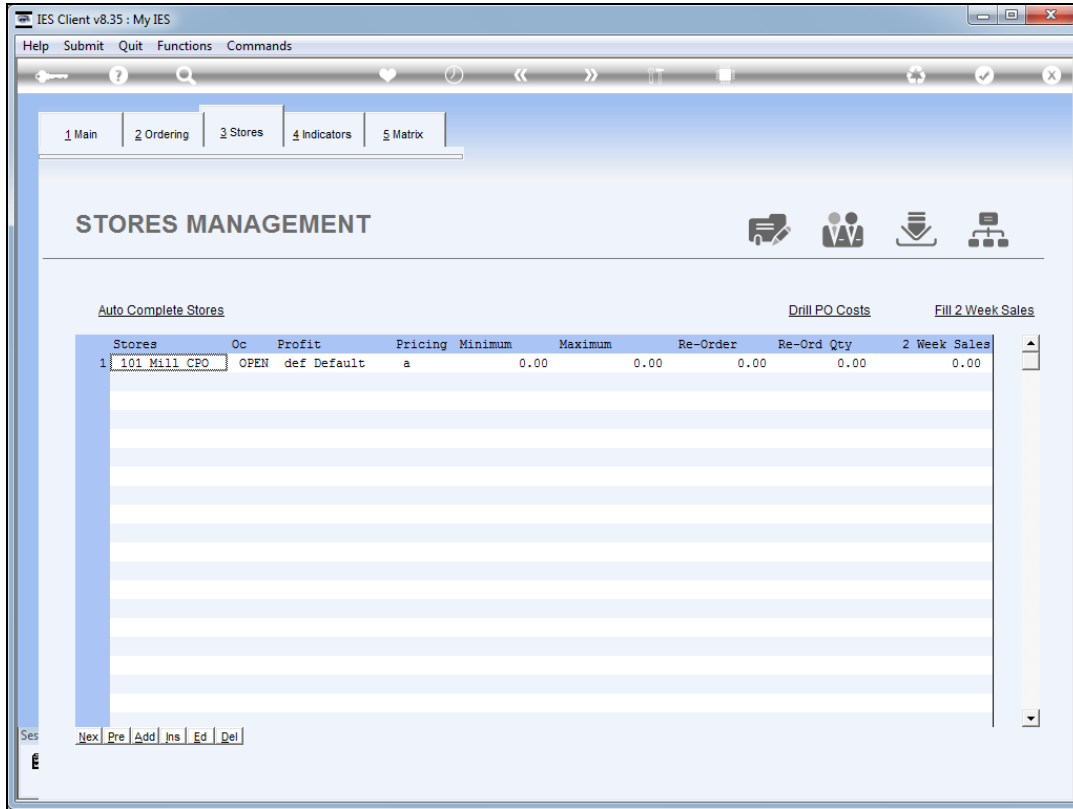 IES Client v8.35 : My IES
Help Submit Quit Functions Commands
1 Main 2 Ordering 3 Stores 4 Indicators 5 Matrix
STORES MANAGEMENT
Auto Complete Stores Drill PO Costs Fill 2 Week Sales
Stores Oc Profit Pricing Minimum Maximum Re-Order Re-Ord Qty 2 Week Sales
1 101 Mill CPO OPEN def Default a 0.00 0.00 0.00 0.00 0.00
Ses Nex Pre Add Ins Ed Del